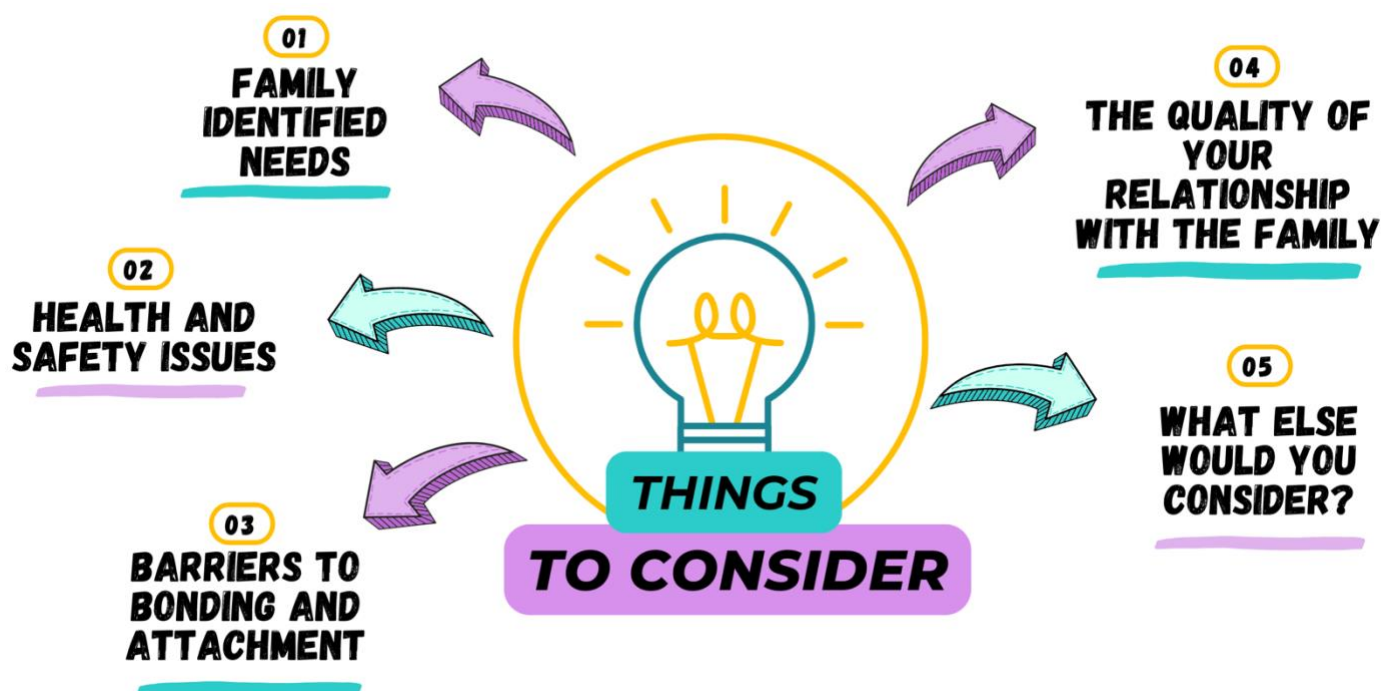 01
FAMILY
IDENTIFIED
NEEDS
02
HEALTH AND
SAFETY ISSUES
03
BARRIERS TO
BONDING AND
ATTACHMENT
THINGS
TO CONSIDER
04
THE QUALITY OF
YOUR
RELATIONSHIP
WITH THE FAMILY
05
WHAT ELSE
WOULD YOU
CONSIDER?